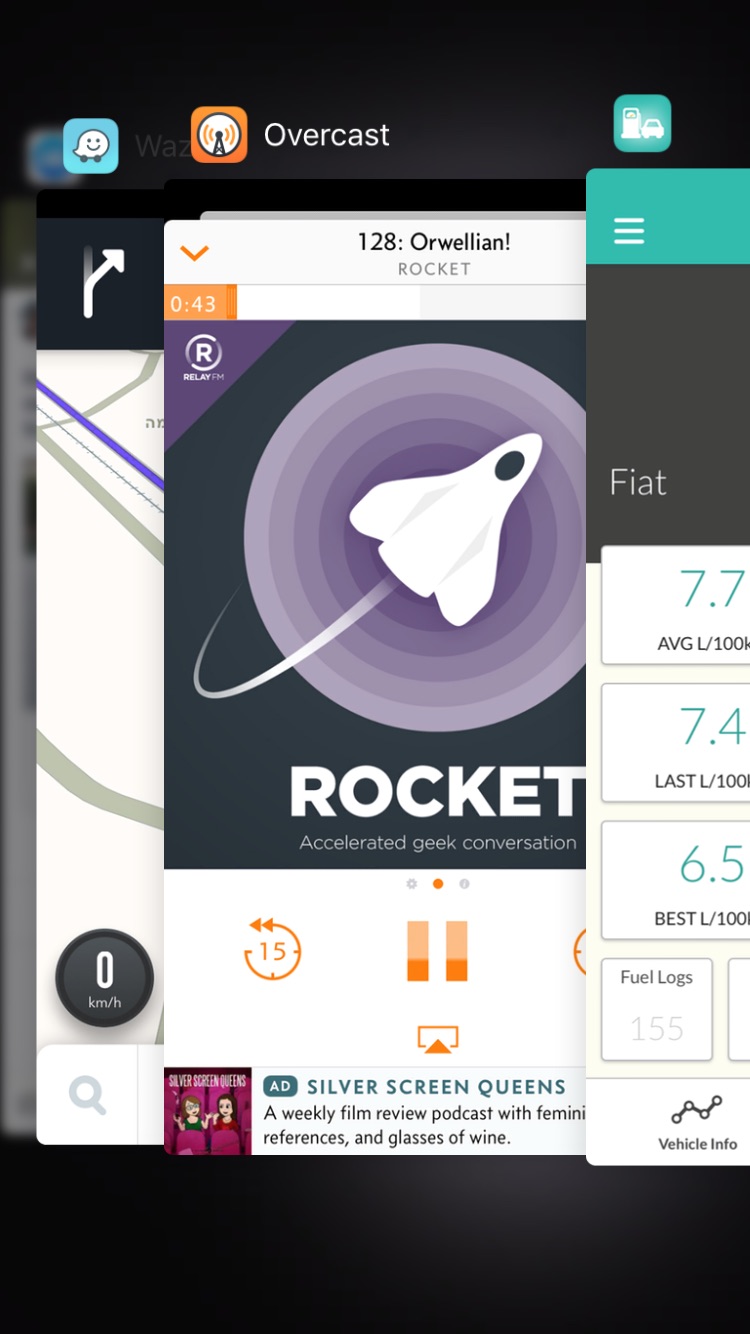 Waz
Overcast
128: Orwellian!
ROCKET
0:43
R
RELAY FM
מה
Fiat
7.7
AVG L/100k
7.4
LAST L/100
6.5
BEST L/100
ROCKET
Accelerated geek conversation
15
0
km/h
Fuel Logs
155
SILVER SCREEN QUEENS
AD SILVER SCREEN QUEENS
A weekly film review podcast with femini
references, and glasses of wine.
Vehicle Info